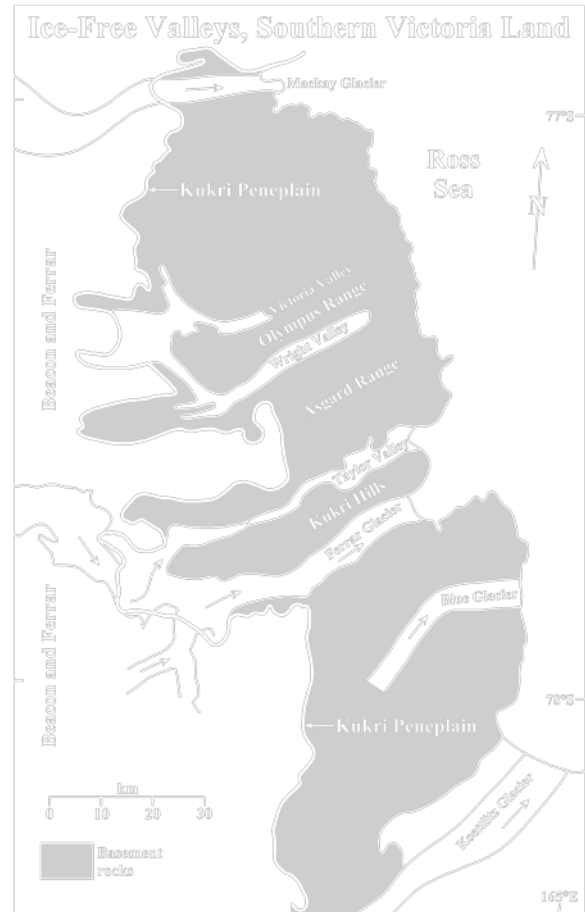 Ice-Free Valleys, Southern Victoria Land
Mackay Glacier
77°S
Ross
Sea
N
Kukri Peneplain
Beacon and Ferrar
Victoria Valley
Olympus Range
Wright Valley
Asgard Range
Taylor Valley
Kukri Hills
Ferrar Glacier
Blue Glacier
Beacon and Ferrar
78°S
Kukri Peneplain
km
0 10 20 30
Koettlitz Glacier
Basement
rocks
165°E